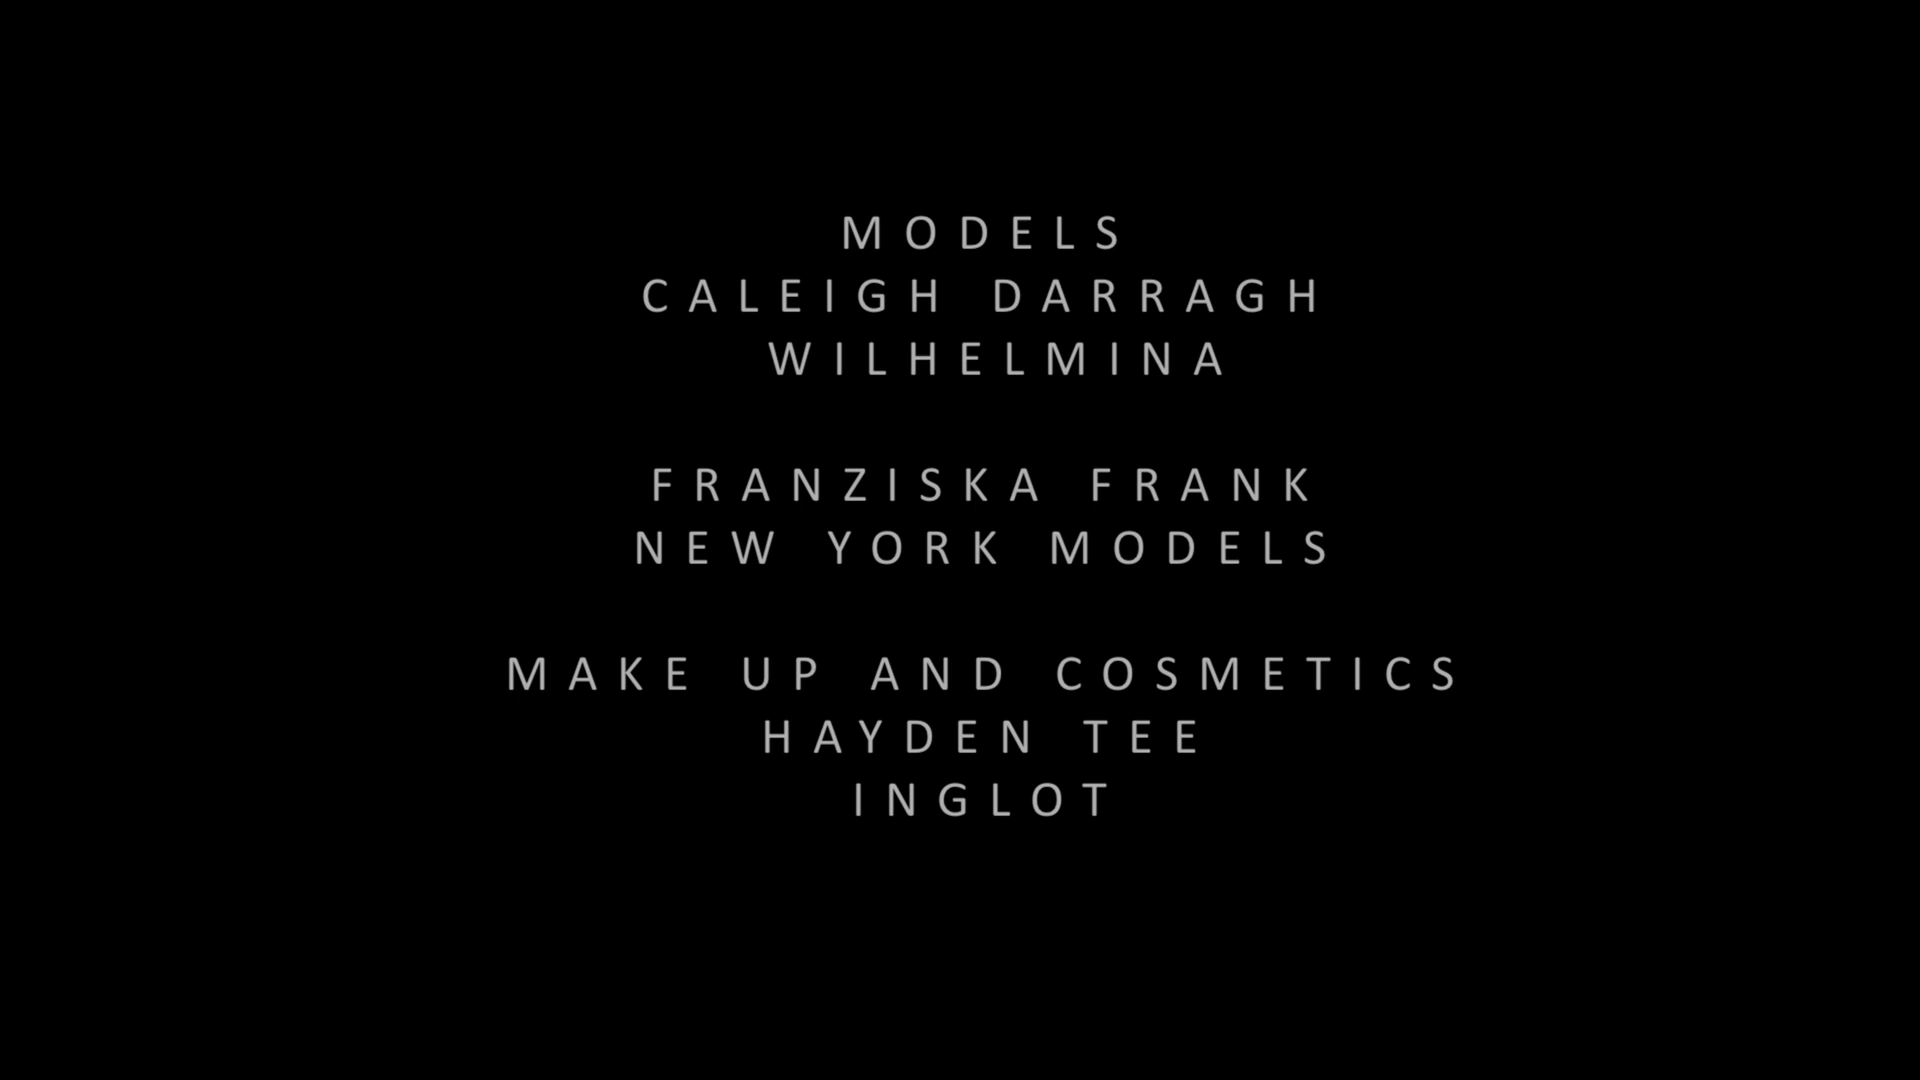 MODELS
CALEIGH DARRAGH
WILHELMINA
FRANZISKA FRANK
NEW YORK MODELS
MAKE UP AND COSMETICS
HAYDEN TEE
INGLOT